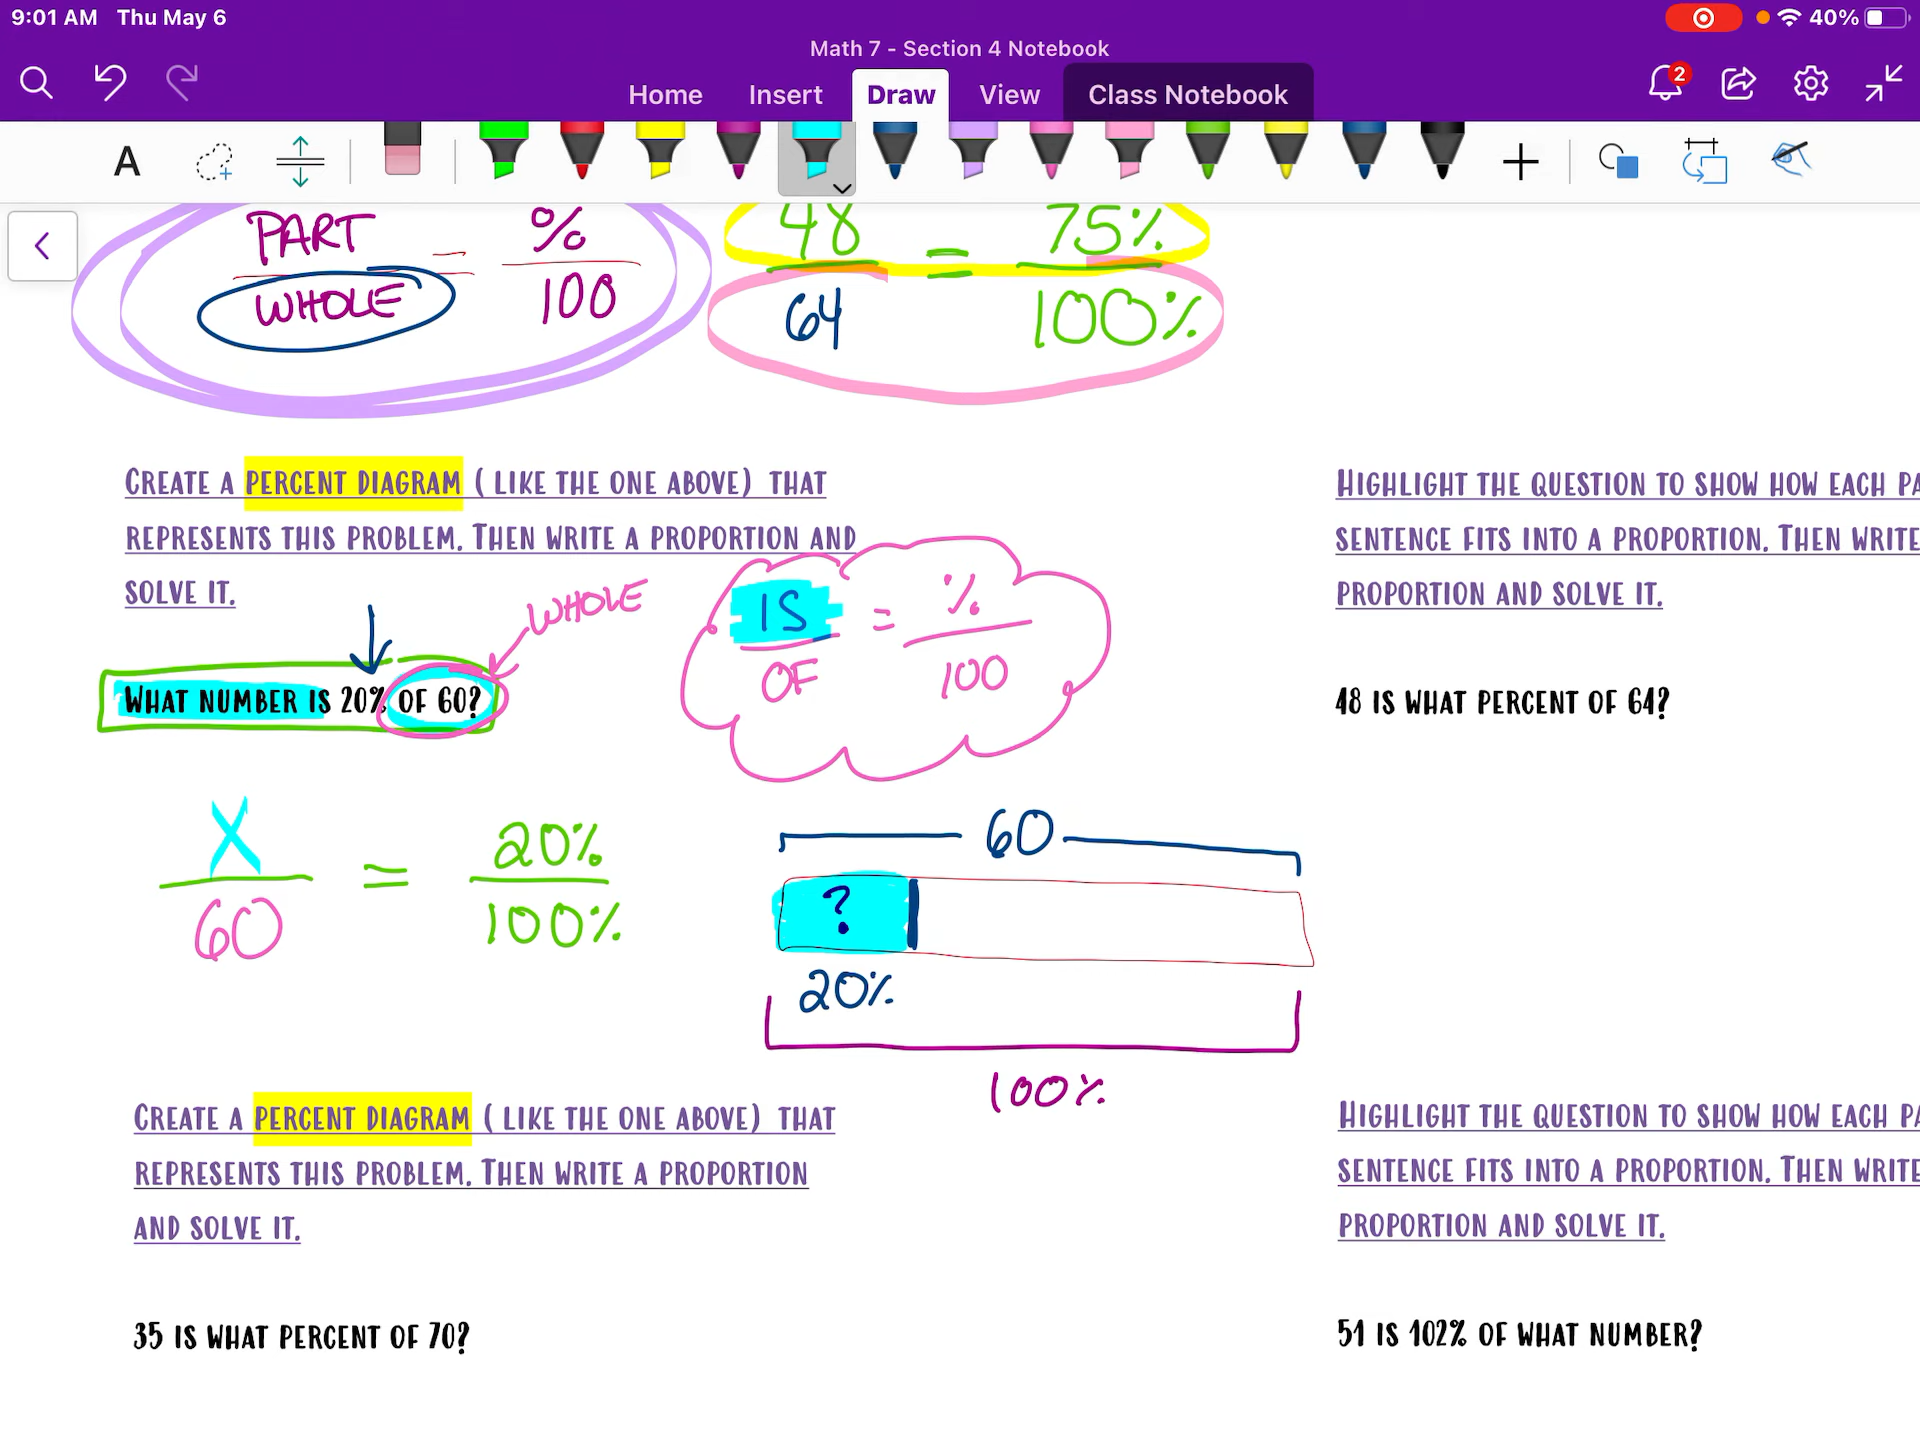 9:01 AM Thu May 6
40%
Math 7 - Section 4 Notebook
2
Home Insert Draw View Class Notebook
A
PART = % 48 = 75%
WHOLE 100 64 100%
CREATE A PERCENT DIAGRAM (LIKE THE ONE ABOVE) THAT
REPRESENTS THIS PROBLEM. THEN WRITE A PROPORTION AND
SOLVE IT.
WHOLE
IS = %
OF 100
WHAT NUMBER IS 20% OF 60?
X = 20%
60 100%
60
?
20%
100%
HIGHLIGHT THE QUESTION TO SHOW HOW EACH PA
SENTENCE FITS INTO A PROPORTION. THEN WRITE
PROPORTION AND SOLVE IT.
48 IS WHAT PERCENT OF 64?
CREATE A PERCENT DIAGRAM (LIKE THE ONE ABOVE) THAT
REPRESENTS THIS PROBLEM. THEN WRITE A PROPORTION
AND SOLVE IT.
35 IS WHAT PERCENT OF 70?
HIGHLIGHT THE QUESTION TO SHOW HOW EACH PA
SENTENCE FITS INTO A PROPORTION. THEN WRITE
PROPORTION AND SOLVE IT.
51 IS 102% OF WHAT NUMBER?